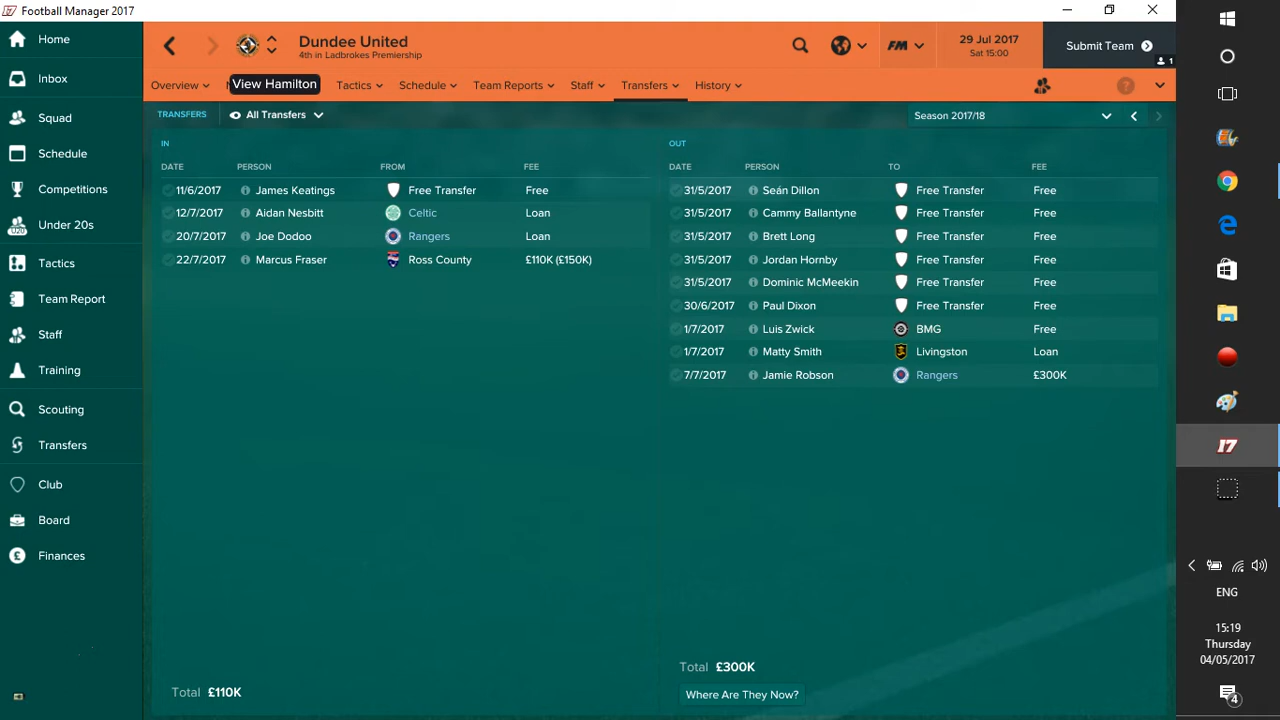 Football Manager 2017
Home
Inbox
Squad
Schedule
Competitions
Under 20s
Tactics
Team Report
Staff
Training
Scouting
Transfers
Club
Board
Finances
Dundee United
4th in Ladbrokes Premiership
FM
29 Jul 2017
Sat 15:00
Submit Team
1
Overview
View Hamilton
Tactics
Schedule
Team Reports
Staff
Transfers
History
?
TRANSFERS All Transfers
Season 2017/18
IN
DATE PERSON FROM FEE
11/6/2017 James Keatings Free Transfer Free
12/7/2017 Aidan Nesbitt Celtic Loan
20/7/2017 Joe Dodoo Rangers Loan
22/7/2017 Marcus Fraser Ross County £110K (£150K)
Total £110K
OUT
DATE PERSON TO FEE
31/5/2017 Seán Dillon Free Transfer Free
31/5/2017 Cammy Ballantyne Free Transfer Free
31/5/2017 Brett Long Free Transfer Free
31/5/2017 Jordan Hornby Free Transfer Free
31/5/2017 Dominic McMeekin Free Transfer Free
30/6/2017 Paul Dixon Free Transfer Free
1/7/2017 Luis Zwick BMG Free
1/7/2017 Matty Smith Livingston Loan
7/7/2017 Jamie Robson Rangers £300K
Total £300K
Where Are They Now?
17
ENG
15:19
Thursday
04/05/2017
4